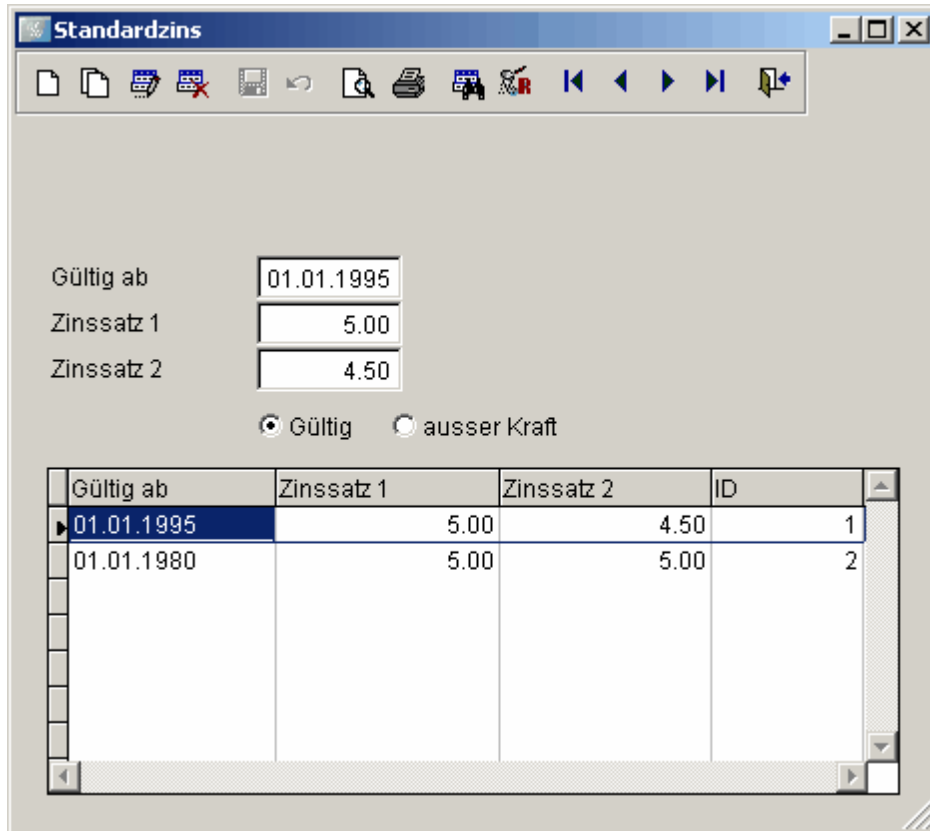 Standardzins
Gültig ab 01.01.1995
Zinssatz 1 5.00
Zinssatz 2 4.50
Gültig ausser Kraft
Gültig ab Zinssatz 1 Zinssatz 2 ID
01.01.1995 5.00 4.50 1
01.01.1980 5.00 5.00 2